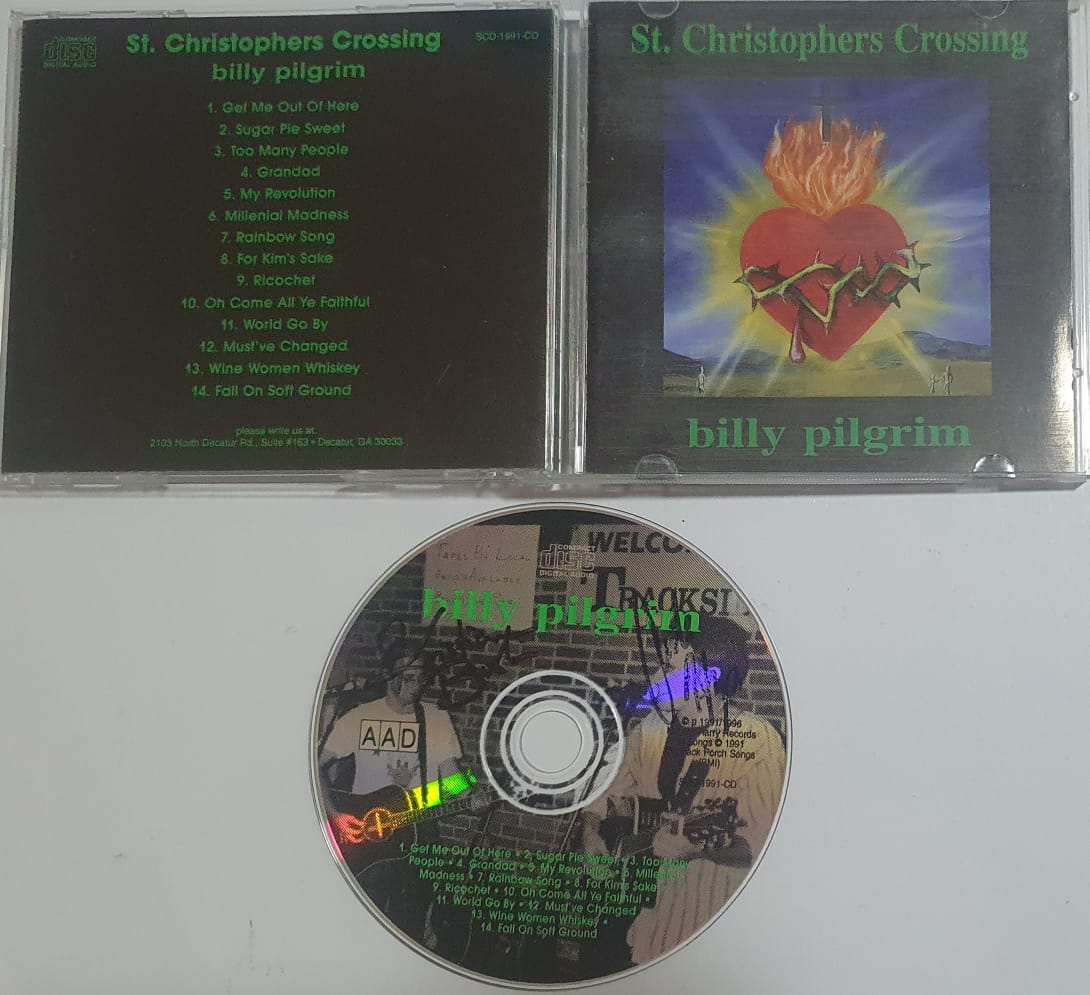 COMPACT
disc
DIGITAL AUDIO
St. Christophers Crossing
SCD-1991-CD
billy pilgrim
1. Get Me Out Of Here
2. Sugar Pie Sweet
3. Too Many People
4. Grandad
5. My Revolution
6. Millenial Madness
7. Rainbow Song
8. For Kim's Sake
9. Ricochet
10. Oh Come All Ye Faithful
11. World Go By
12. Must've Changed
13. Wine Women Whiskey
14. Fall On Soft Ground
please write us at:
2103 North Decatur Rd., Suite #163 • Decatur, GA 30033
St. Christophers Crossing
billy pilgrim
TAPES BY LOCAL
AVAILABLE
COMPACT
disc
DIGITAL AUDIO
WELCO
TRACKSI
billy pilgrim
AAD
© p 1991/1996
Records
© 1991
Porch Songs
(BMI)
1991-CD
1. Get Me Out Of Here • 2. Sugar Pie Sweet • 3. Too Many
People • 4. Grandad • 5. My Revolution • 6. Millenial
Madness • 7. Rainbow Song • 8. For Kim's Sake
9. Ricochet • 10. Oh Come All Ye Faithful •
11. World Go By • 12. Must've Changed
13. Wine Women Whiskey •
14. Fall On Soft Ground